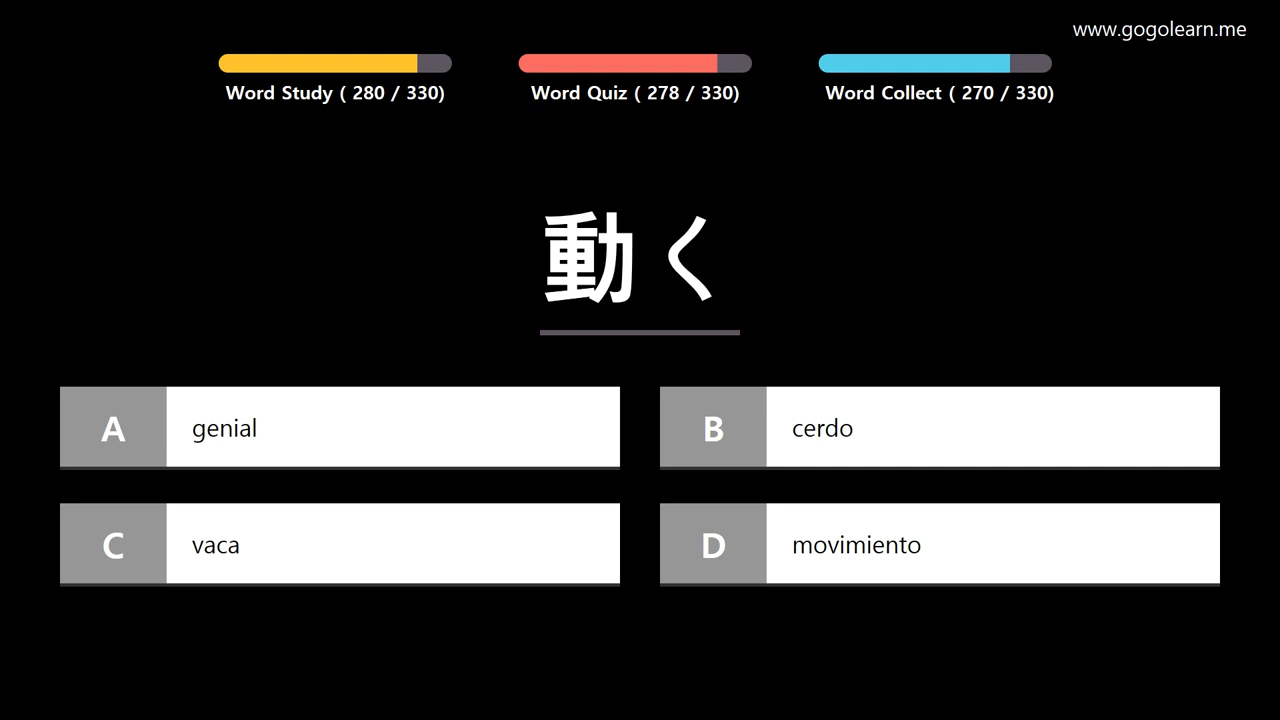 www.gogolearn.me
Word Study ( 280 / 330)
Word Quiz ( 278 / 330)
Word Collect ( 270 / 330)
動く
A genial
B cerdo
C vaca
D movimiento